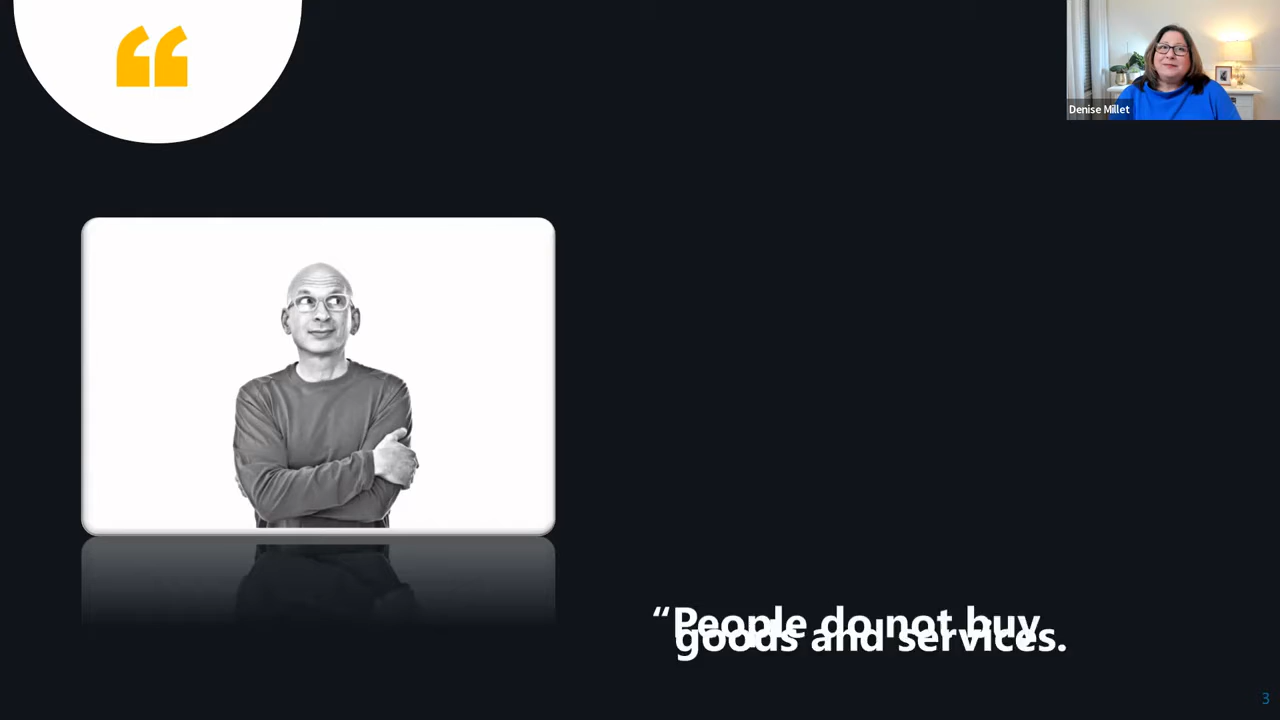 “
Denise Millet
“People do not buy
goods and services.
3